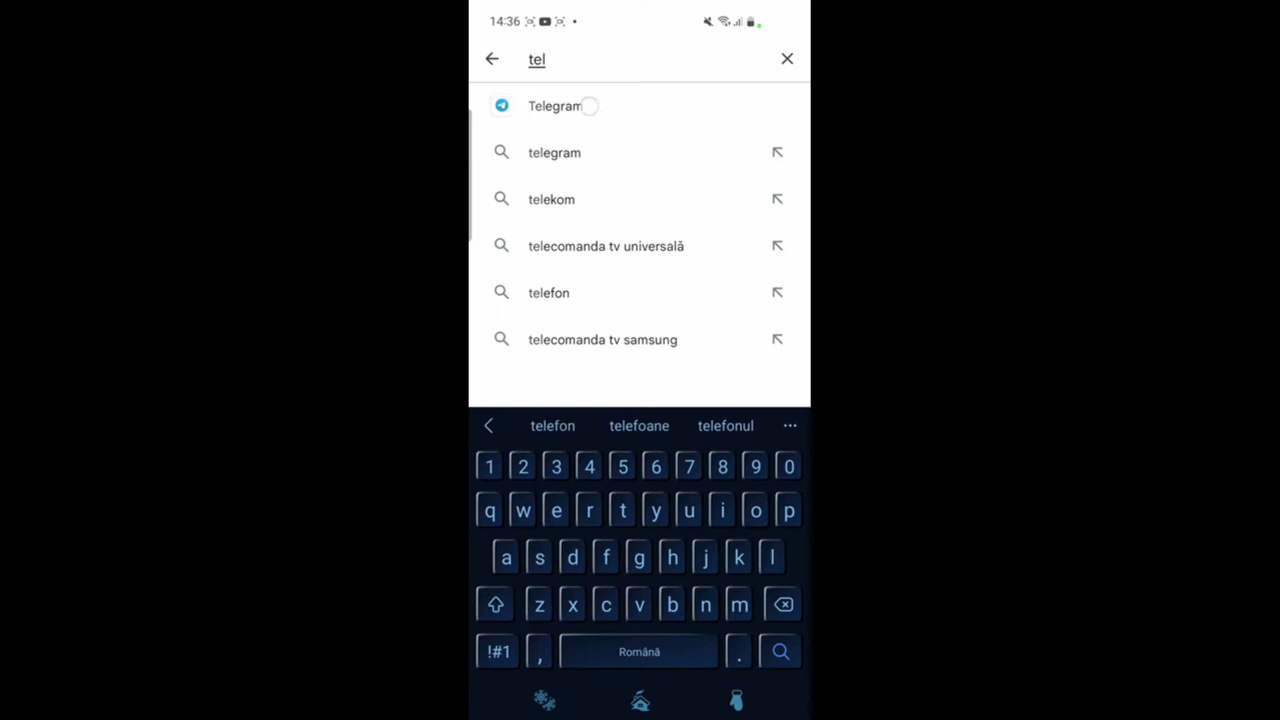 14:36
tel
Telegram
telegram
telekom
telecomanda tv universală
telefon
telecomanda tv samsung
telefon telefoane telefonul
1 2 3 4 5 6 7 8 9 0
q w e r t y u i o p
a s d f g h j k l
z x c v b n m
!#1 , Română .